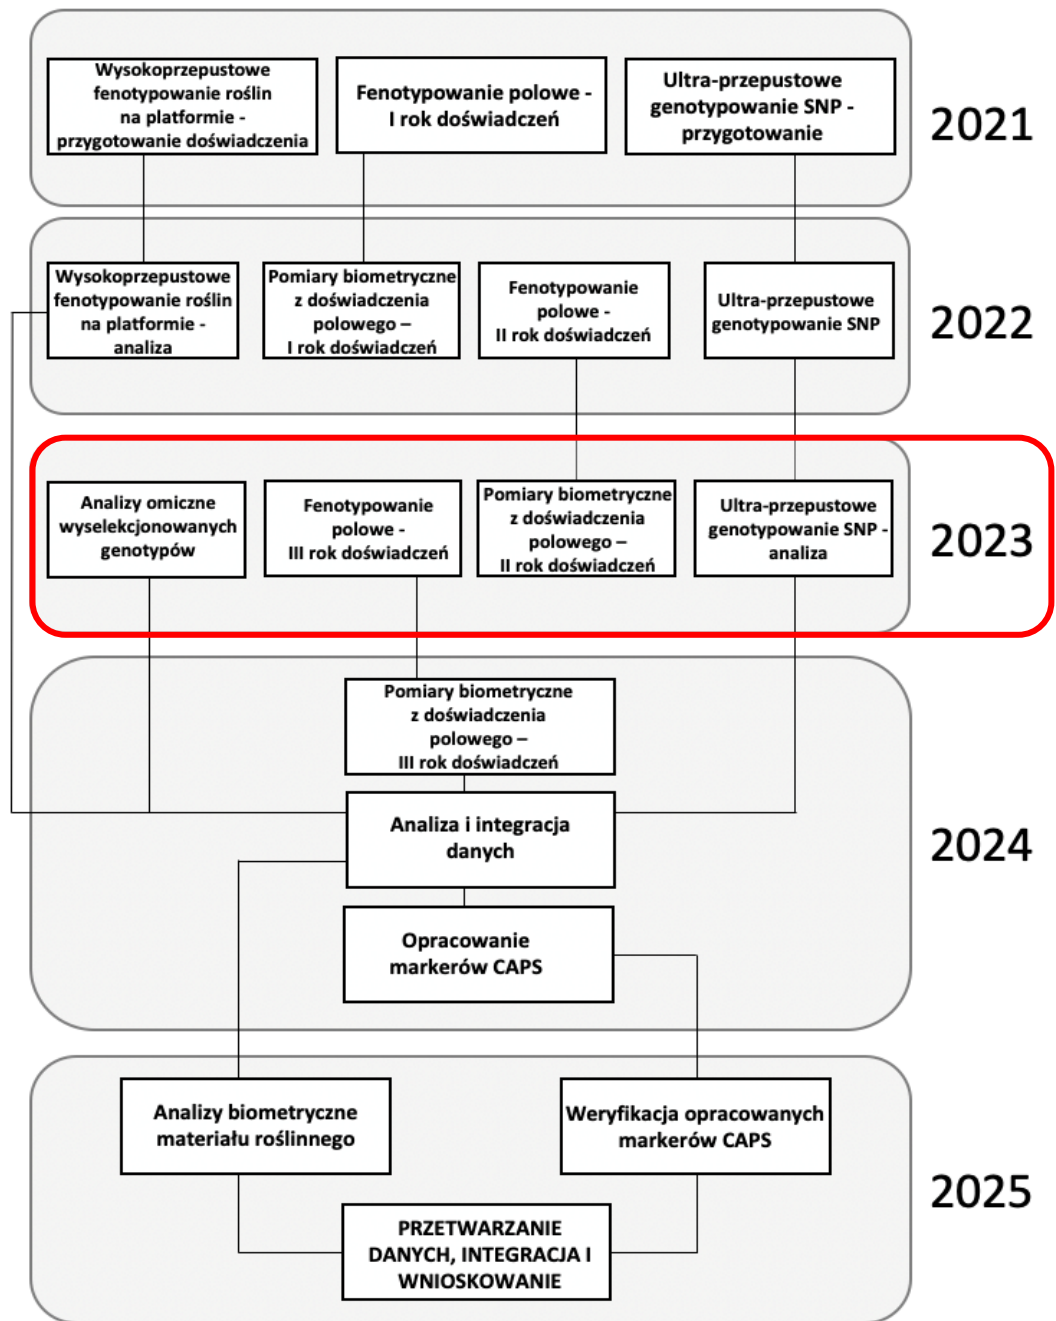 Wysokoprzepustowe
fenotypowanie roślin
na platformie -
przygotowanie doświadczenia
Fenotypowanie polowe -
I rok doświadczeń
Ultra-przepustowe
genotypowanie SNP -
przygotowanie
2021
Wysokoprzepustowe
fenotypowanie roślin
na platformie -
analiza
Pomiary biometryczne
z doświadczenia
polowego –
I rok doświadczeń
Fenotypowanie
polowe -
II rok doświadczeń
Ultra-przepustowe
genotypowanie SNP
2022
Analizy omiczne
wyselekcjonowanych
genotypów
Fenotypowanie
polowe -
III rok doświadczeń
Pomiary biometryczne
z doświadczenia
polowego –
II rok doświadczeń
Ultra-przepustowe
genotypowanie SNP -
analiza
2023
Pomiary biometryczne
z doświadczenia
polowego –
III rok doświadczeń
Analiza i integracja
danych
Opracowanie
markerów CAPS
2024
Analizy biometryczne
materiału roślinnego
Weryfikacja opracowanych
markerów CAPS
PRZETWARZANIE
DANYCH, INTEGRACJA I
WNIOSKOWANIE
2025